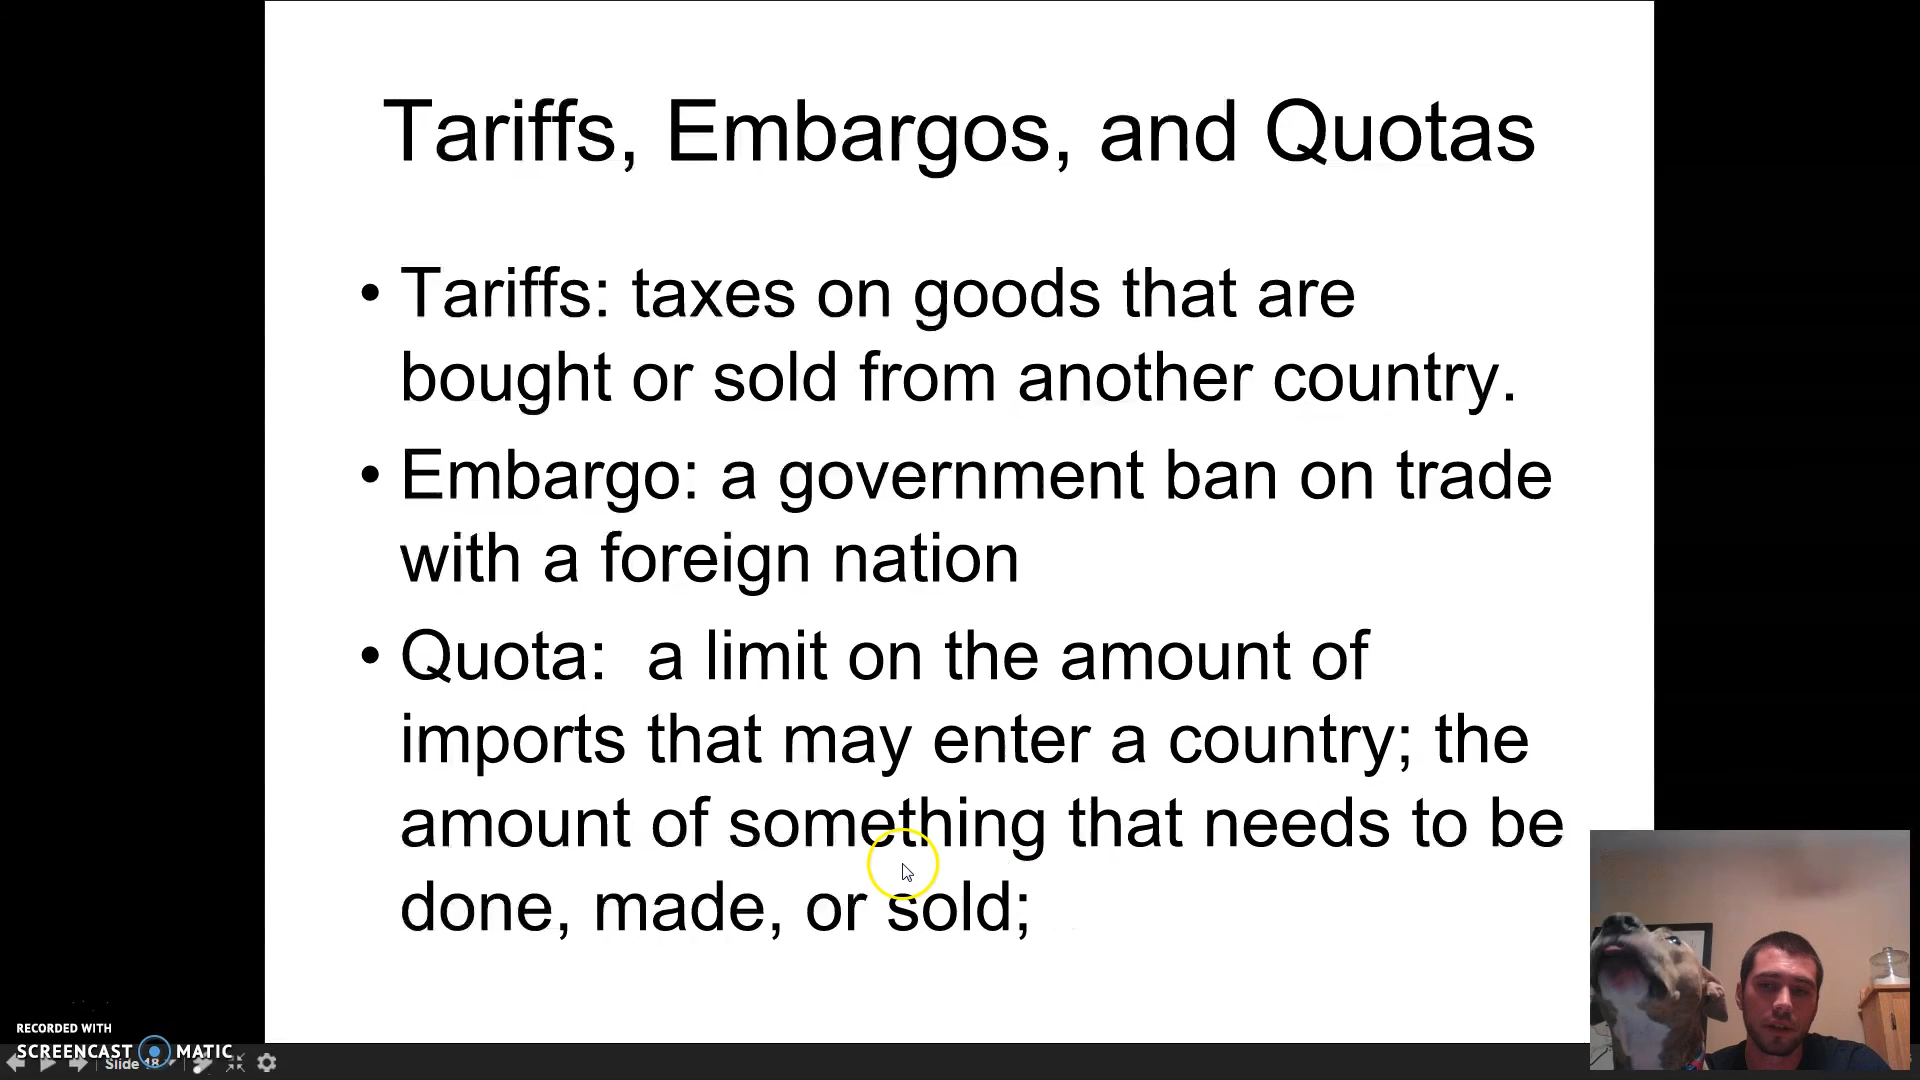 Tariffs, Embargos, and Quotas
• Tariffs: taxes on goods that are
bought or sold from another country.
• Embargo: a government ban on trade
with a foreign nation
• Quota:  a limit on the amount of
imports that may enter a country; the
amount of something that needs to be
done, made, or sold;
RECORDED WITH
SCREENCAST MATIC
Slide 18